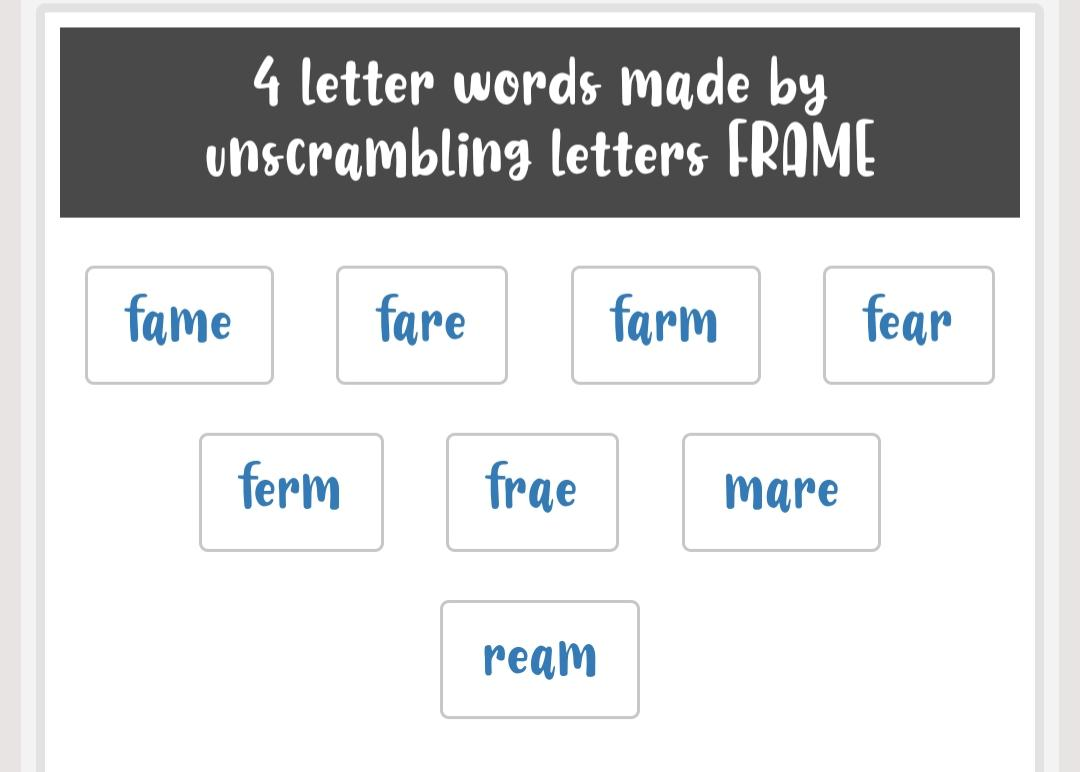 4 letter words made by
unscrambling letters FRAME
fame fare farm fear
ferm frae mare
ream